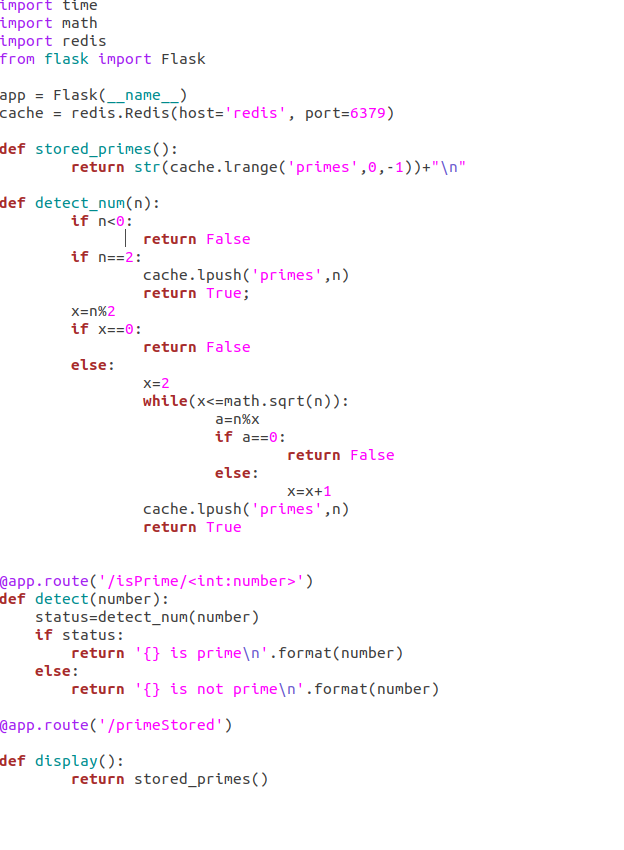 import time
import math
import redis
from flask import Flask

app = Flask(__name__)
cache = redis.Redis(host='redis', port=6379)

def stored_primes():
        return str(cache.lrange('primes',0,-1))+"\n"

def detect_num(n):
        if n<0:
                return False
        if n==2:
                cache.lpush('primes',n)
                return True;
        x=n%2
        if x==0:
                return False
        else:
                x=2
                while(x<=math.sqrt(n)):
                        a=n%x
                        if a==0:
                                return False
                        else:
                                x=x+1
                cache.lpush('primes',n)
                return True


@app.route('/isPrime/<int:number>')
def detect(number):
    status=detect_num(number)
    if status:
        return '{} is prime\n'.format(number)
    else:
        return '{} is not prime\n'.format(number)

@app.route('/primeStored')

def display():
        return stored_primes()